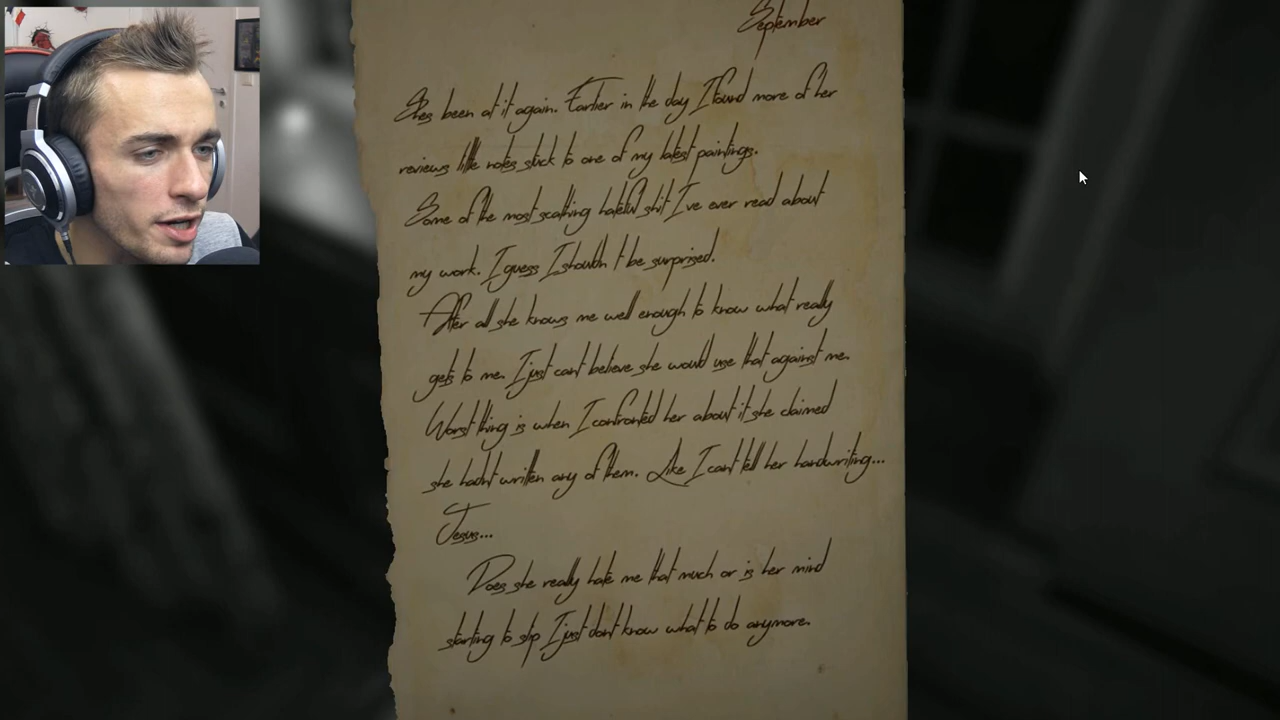 September
Shes been at it again. Earlier in the day I found more of her
reviews little notes stuck to one of my latest paintings.
Some of the most scathing hateful shit I've ever read about
my work. I guess I shouldn't be surprised.
After all she knows me well enough to know what really
gets to me. I just can't believe she would use that against me.
Worst thing is when I confronted her about it she claimed
she hadn't written any of them. Like I can't tell her handwriting...
Jesus...
Does she really hate me that much or is her mind
starting to slip I just don't know what to do anymore.